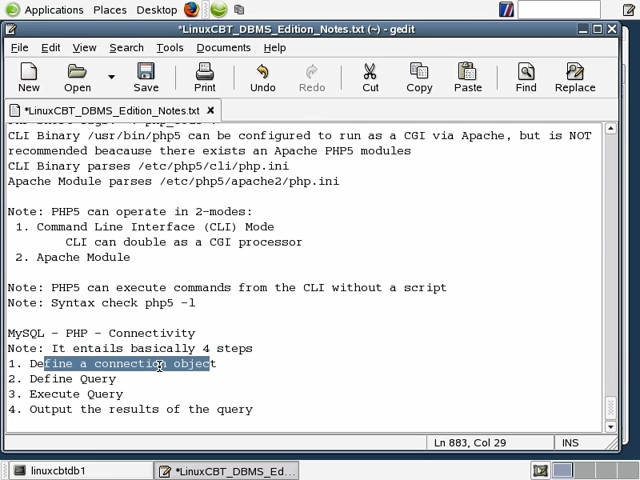 Applications Places Desktop
*LinuxCBT_DBMS_Edition_Notes.txt (~) - gedit
File Edit View Search Tools Documents Help
New Open Save Print Undo Redo Cut Copy Paste Find Replace
*LinuxCBT_DBMS_Edition_Notes.txt x
CLI Binary /usr/bin/php5 can be configured to run as a CGI via Apache, but is NOT
recommended beacause there exists an Apache PHP5 modules
CLI Binary parses /etc/php5/cli/php.ini
Apache Module parses /etc/php5/apache2/php.ini
Note: PHP5 can operate in 2-modes:
1. Command Line Interface (CLI) Mode
CLI can double as a CGI processor
2. Apache Module
Note: PHP5 can execute commands from the CLI without a script
Note: Syntax check php5 -l
MySQL - PHP - Connectivity
Note: It entails basically 4 steps
1. Define a connection object
2. Define Query
3. Execute Query
4. Output the results of the query
Ln 883, Col 29 INS
linuxcbtdb1 *LinuxCBT_DBMS_Ed...